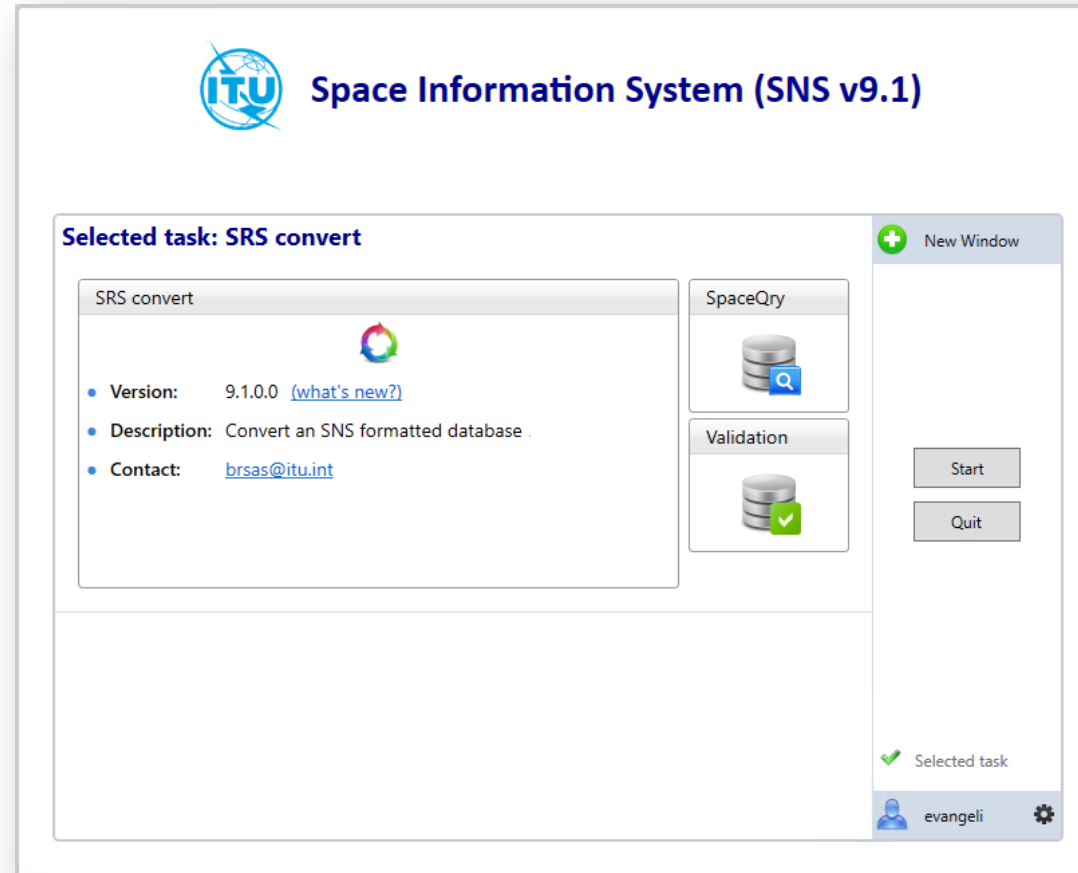 ITU
Space Information System (SNS v9.1)
Selected task: SRS convert
New Window
SRS convert
SpaceQry
Version: 9.1.0.0 (what's new?)
Description: Convert an SNS formatted database .
Validation
Contact: brsas@itu.int
Start
Quit
Selected task
evangeli